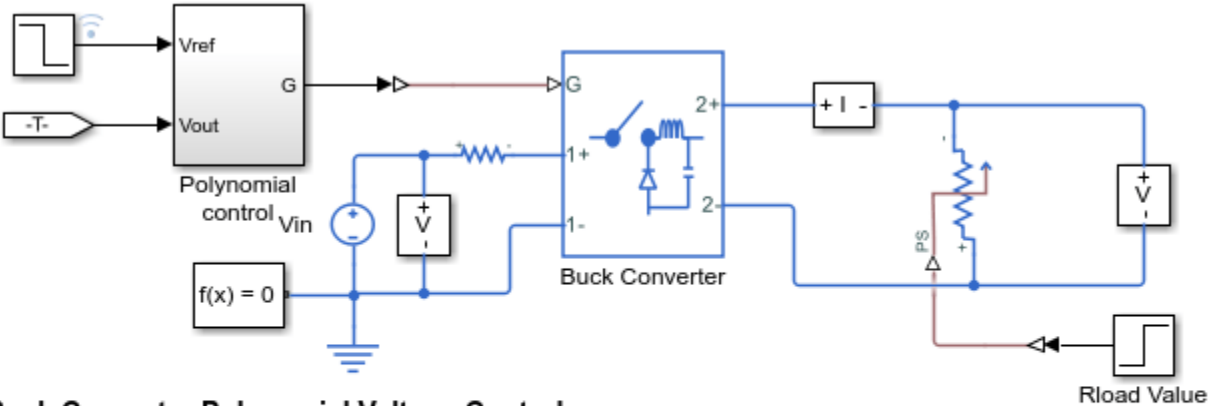 Vref
G
Vout
-T-
Polynomial
control
Vin
+
V
-
f(x) = 0
+
-
+
-
G
1+
1-
2+
2-
Buck Converter
+ I -
-
+
PS
+
V
-
Rload Value